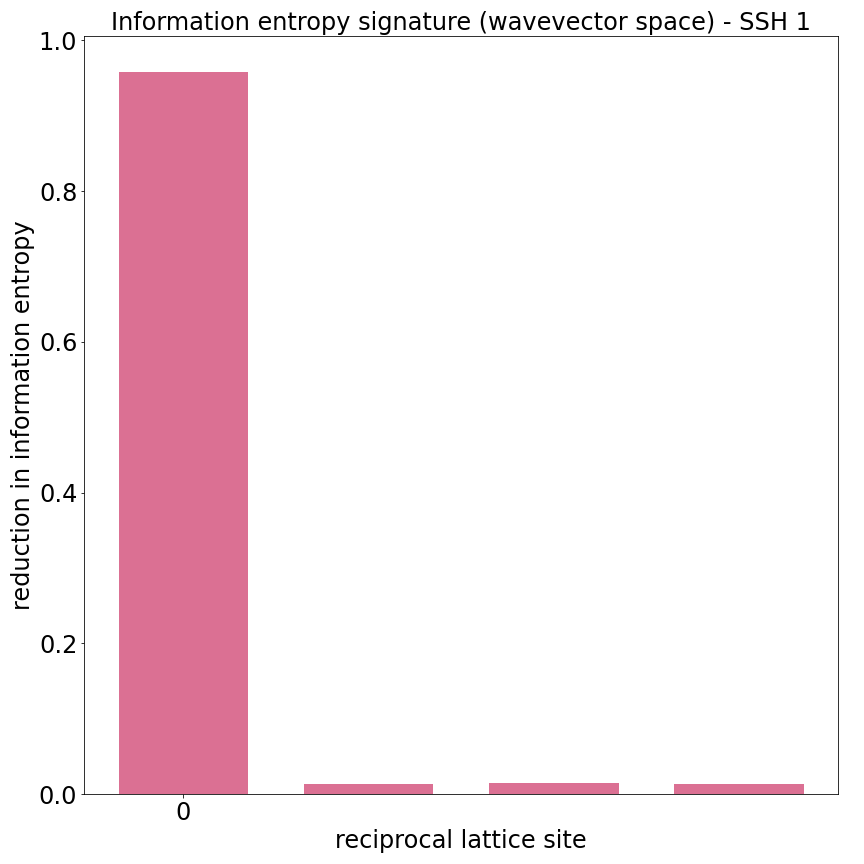 Information entropy signature (wavevector space) - SSH 1
1.0
0.8
0.6
0.4
0.2
0.0
reduction in information entropy
0
reciprocal lattice site